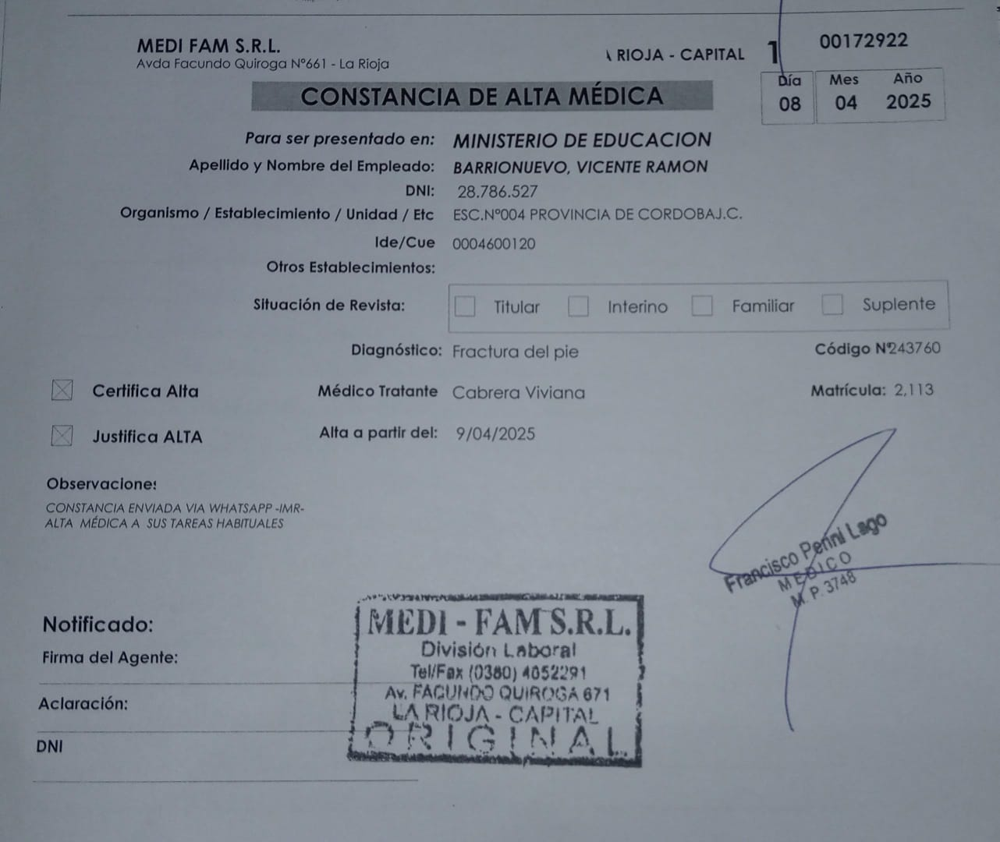 MEDI FAM S.R.L.
Avda Facundo Quiroga Nº661 - La Rioja
RIOJA - CAPITAL
1
00172922
Día Mes Año
08 04 2025
CONSTANCIA DE ALTA MÉDICA
Para ser presentado en: MINISTERIO DE EDUCACION
Apellido y Nombre del Empleado: BARRIONUEVO, VICENTE RAMON
DNI: 28.786.527
Organismo / Establecimiento / Unidad / Etc ESC.Nº004 PROVINCIA DE CORDOBAJ.C.
Ide/Cue 0004600120
Otros Establecimientos:
Situación de Revista: Titular Interino Familiar Suplente
Diagnóstico: Fractura del pie Código Nº243760
Certifica Alta Médico Tratante Cabrera Viviana Matrícula: 2,113
Justifica ALTA Alta a partir del: 9/04/2025
Observacione:
CONSTANCIA ENVIADA VIA WHATSAPP -IMR-
ALTA MÉDICA A SUS TAREAS HABITUALES
Francisco Penni Lago
MEDICO
M. P. 3748
Notificado:
Firma del Agente:
Aclaración:
DNI
MEDI - FAM S.R.L.
División Laboral
Tel/Fax (0380) 4052291
Av. FACUNDO QUIROGA 671
LA RIOJA - CAPITAL
ORIGINAL